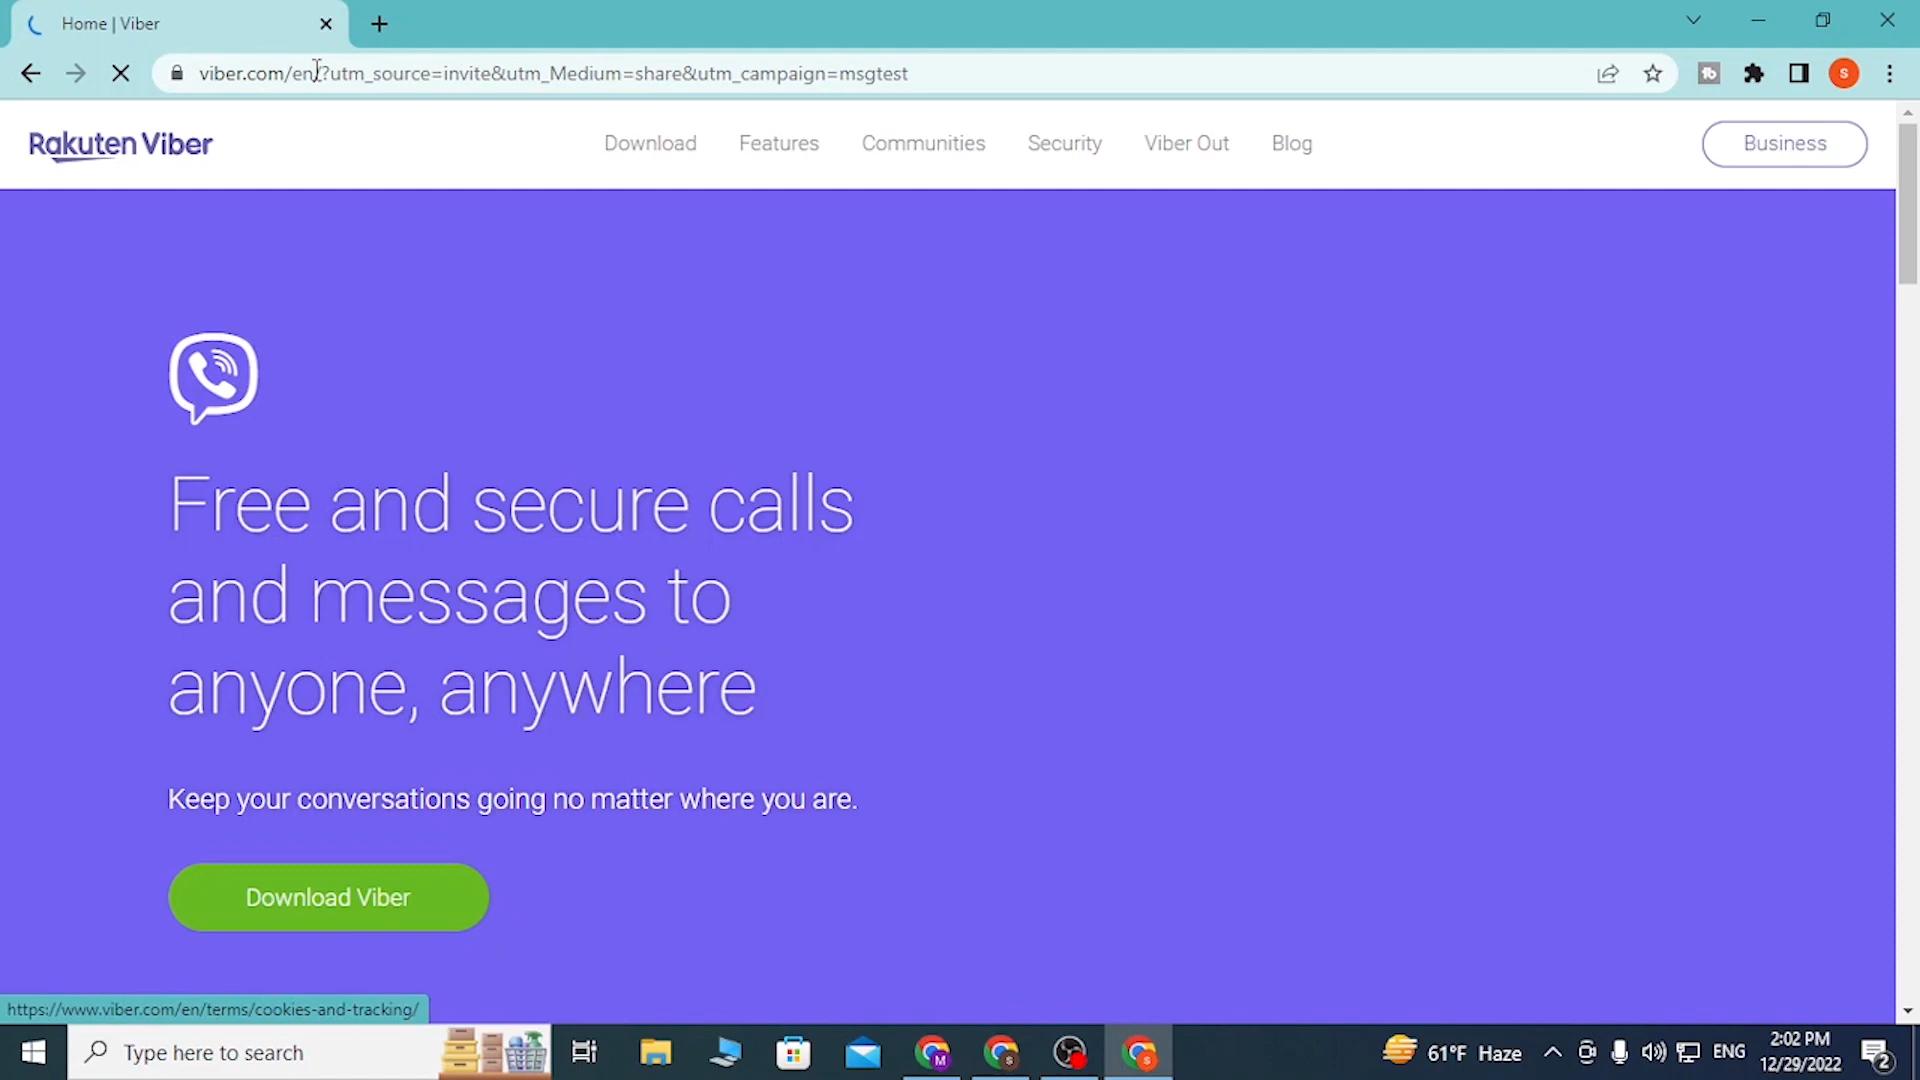 Home | Viber
viber.com/en/?utm_source=invite&utm_Medium=share&utm_campaign=msgtest
S
Rakuten Viber
Download
Features
Communities
Security
Viber Out
Blog
Business
Free and secure calls
and messages to
anyone, anywhere
Keep your conversations going no matter where you are.
Download Viber
https://www.viber.com/en/terms/cookies-and-tracking/
Type here to search
M
S
S
61°F Haze
ENG
2:02 PM
12/29/2022
2